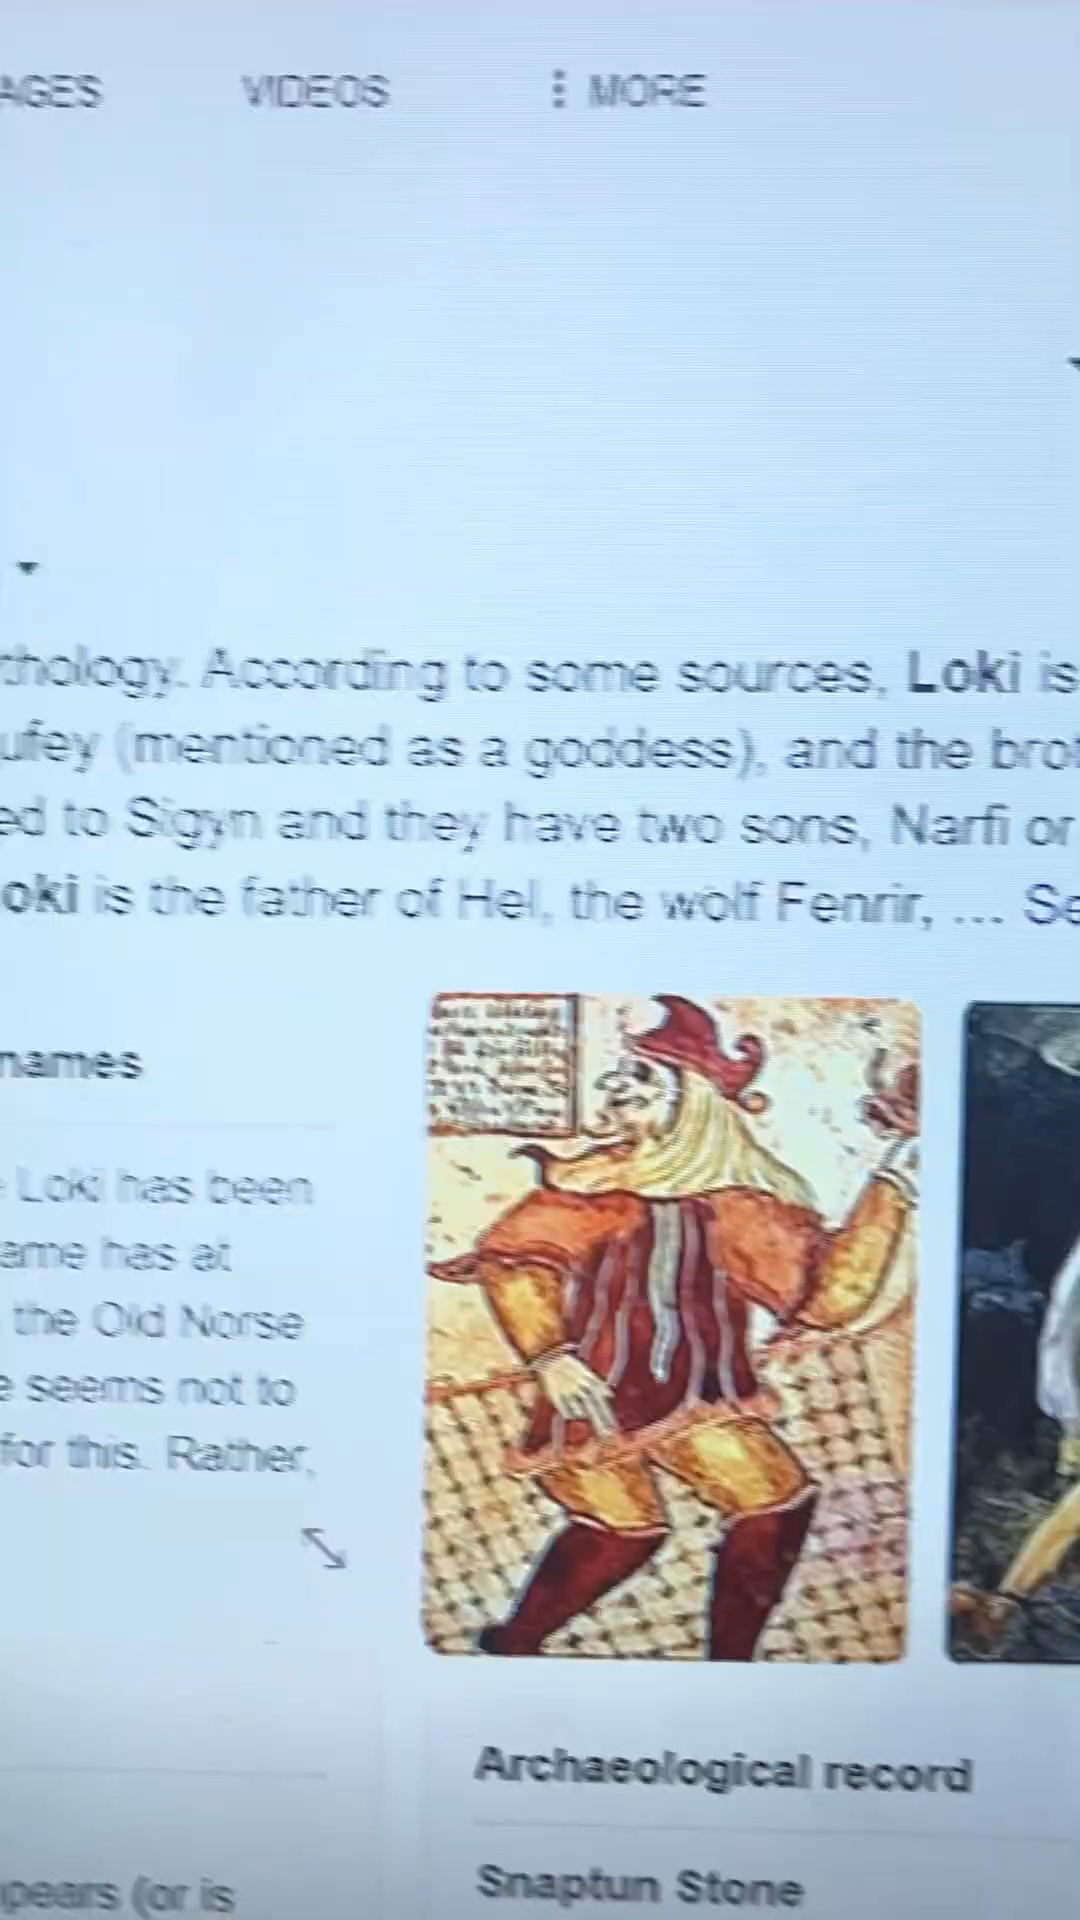 AGES VIDEOS MORE
thology. According to some sources, Loki is
ufey (mentioned as a goddess), and the brot
ed to Sigyn and they have two sons, Narfi or
oki is the father of Hel, the wolf Fenrir, ... Se
names
Loki has been
ame has at
the Old Norse
e seems not to
for this. Rather,
Archaeological record
Snaptun Stone
pears (or is